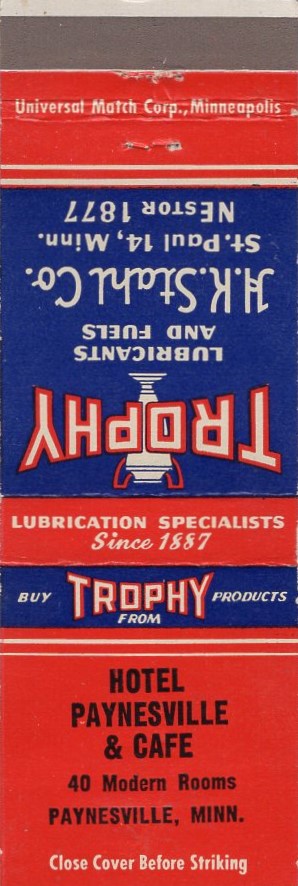 Universal Match Corp., Minneapolis
TROPHY
LUBRICANTS
AND FUELS
H.K. Stahl Co.
St. Paul 14, Minn.
NEstor 1877
LUBRICATION SPECIALISTS
Since 1887
BUY TROPHY PRODUCTS
FROM
HOTEL
PAYNESVILLE
& CAFE
40 Modern Rooms
PAYNESVILLE, MINN.
Close Cover Before Striking